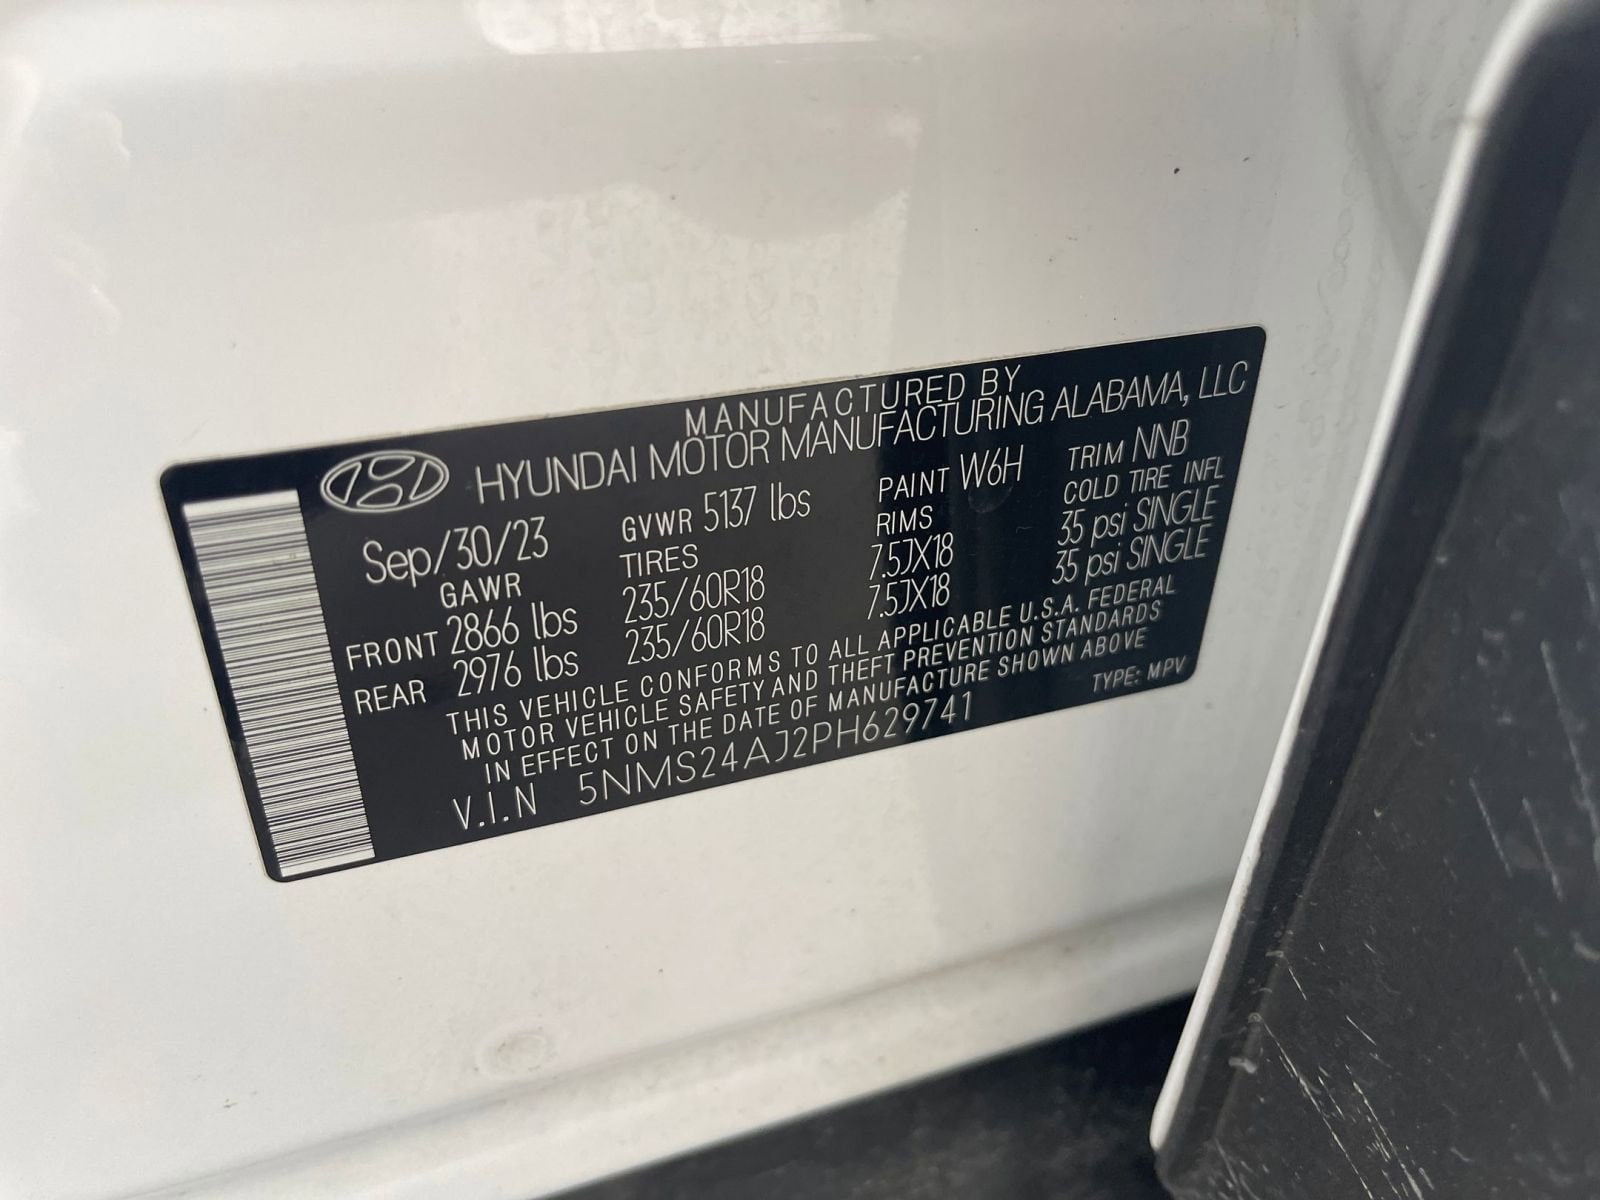 MANUFACTURED BY
HYUNDAI MOTOR MANUFACTURING ALABAMA, LLC
Sep/30/23 GVWR 5137 lbs PAINT W6H TRIM NNB
GAWR TIRES RIMS COLD TIRE INFL
FRONT 2866 lbs 235/60R18 7.5JX18 35 psi SINGLE
REAR 2976 lbs 235/60R18 7.5JX18 35 psi SINGLE
THIS VEHICLE CONFORMS TO ALL APPLICABLE U.S.A. FEDERAL
MOTOR VEHICLE SAFETY AND THEFT PREVENTION STANDARDS
IN EFFECT ON THE DATE OF MANUFACTURE SHOWN ABOVE
V.I.N 5NMS24AJ2PH629741 TYPE: MPV